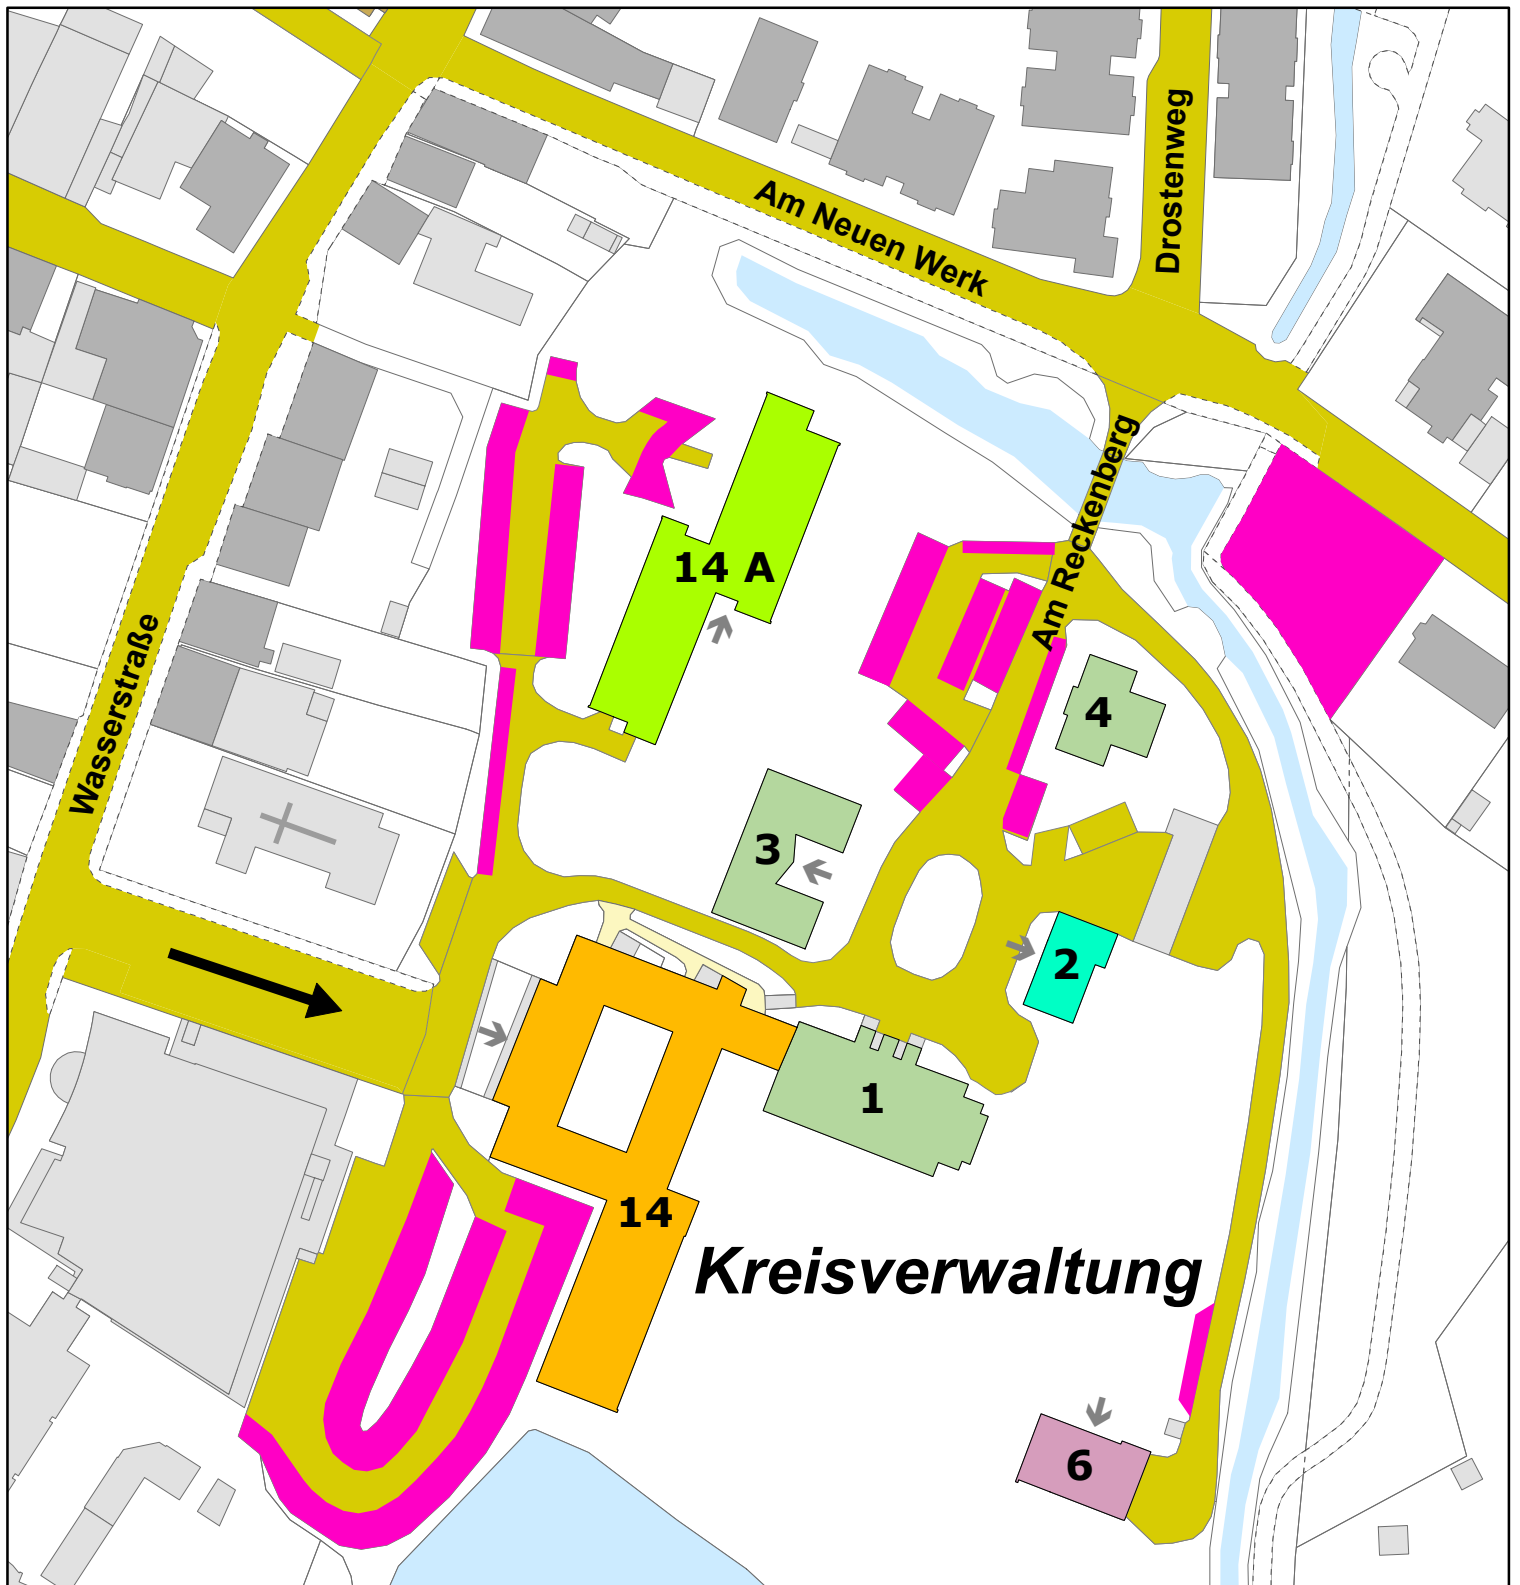 Am Neuen Werk
Drostenweg
Am Reckenberg
14 A
Wasserstraße
4
3
2
1
14
Kreisverwaltung
6